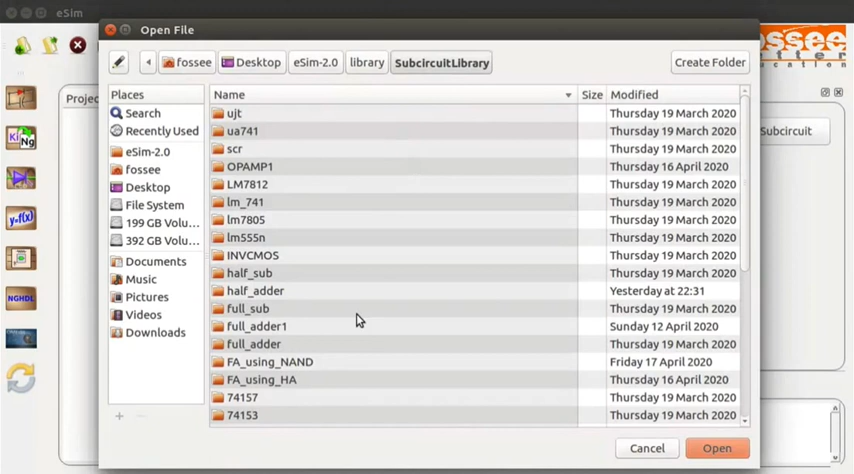 eSim
Open File
fossee
Desktop
eSim-2.0
library
SubcircuitLibrary
Create Folder
Places
Search
Recently Used
eSim-2.0
fossee
Desktop
File System
199 GB Volu...
392 GB Volu...
Documents
Music
Pictures
Videos
Downloads
Name Size Modified
ujt Thursday 19 March 2020
ua741 Thursday 19 March 2020
scr Thursday 19 March 2020
OPAMP1 Thursday 16 April 2020
LM7812 Thursday 19 March 2020
lm_741 Thursday 19 March 2020
lm7805 Thursday 19 March 2020
lm555n Thursday 19 March 2020
INVCMOS Thursday 19 March 2020
half_sub Thursday 19 March 2020
half_adder Yesterday at 22:31
full_sub Thursday 19 March 2020
full_adder1 Sunday 12 April 2020
full_adder Thursday 19 March 2020
FA_using_NAND Friday 17 April 2020
FA_using_HA Thursday 16 April 2020
74157 Thursday 19 March 2020
74153 Thursday 19 March 2020
Cancel
Open
Projec
Subcircuit
Ki
Ng
y=f(x)
NGHDL
ossee
ucation